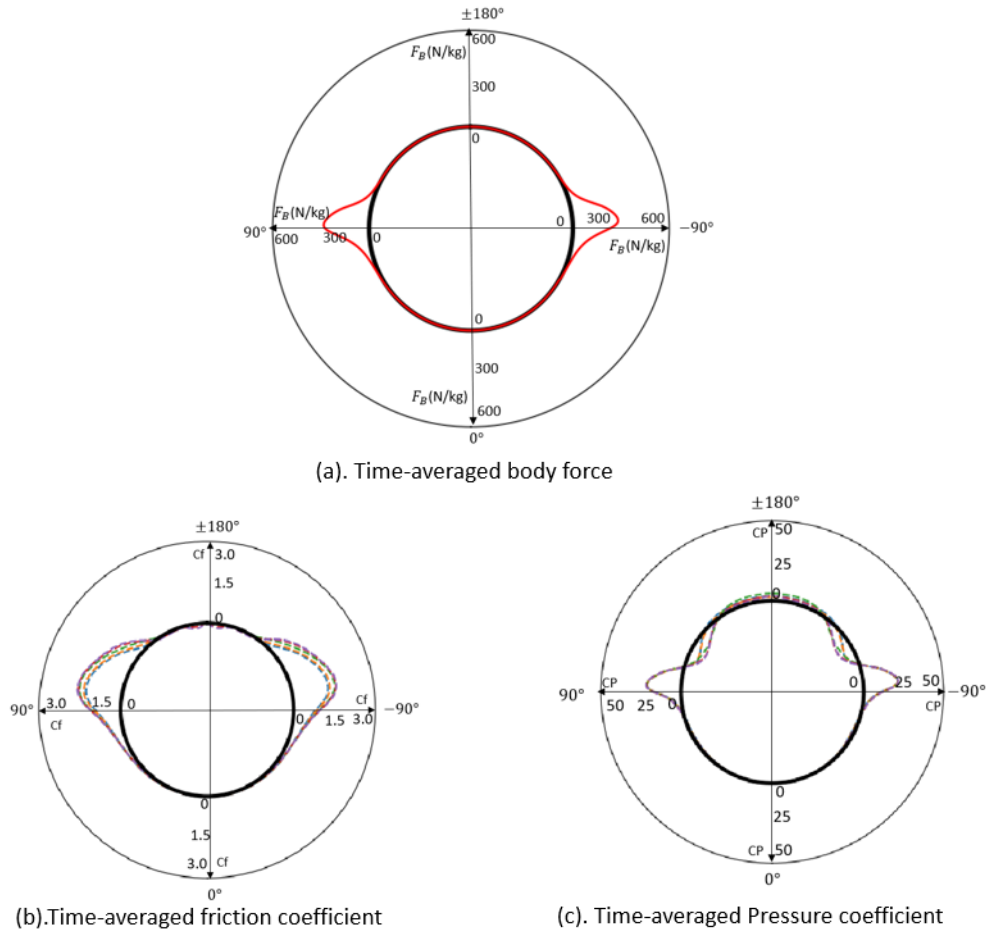 ±180°
600
F_B(N/kg)
300
0
F_B(N/kg)
90°
600
300
0
0
300
600
−90°
F_B(N/kg)
0
300
F_B(N/kg)
600
0°
(a). Time-averaged body force
±180°
Cf 3.0
1.5
0
90°
3.0
1.5
0
Cf
0
1.5
3.0
Cf
−90°
0
1.5
3.0 Cf
0°
(b).Time-averaged friction coefficient
±180°
CP 50
25
0
90°
CP
50
25
0
0
25
50
CP
−90°
0
25
CP 50
0°
(c). Time-averaged Pressure coefficient